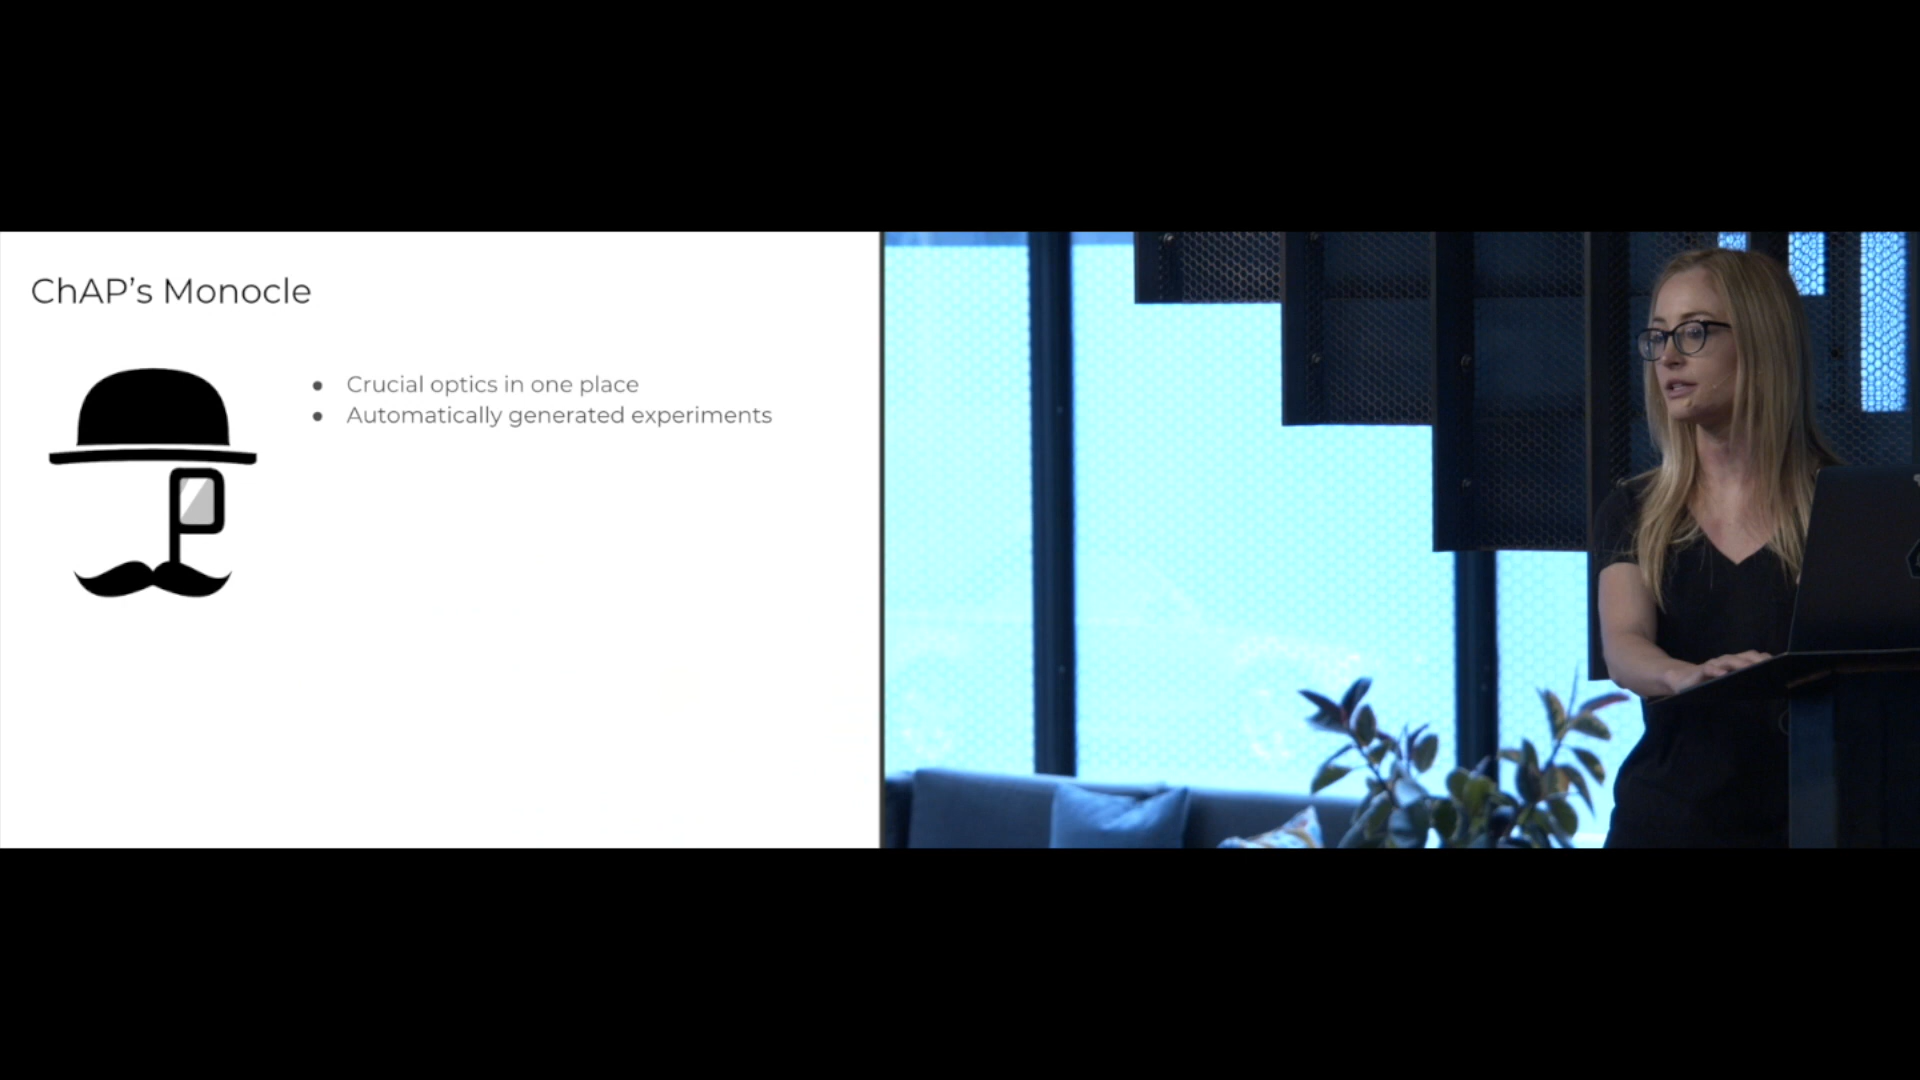 ChAP’s Monocle
● Crucial optics in one place
● Automatically generated experiments